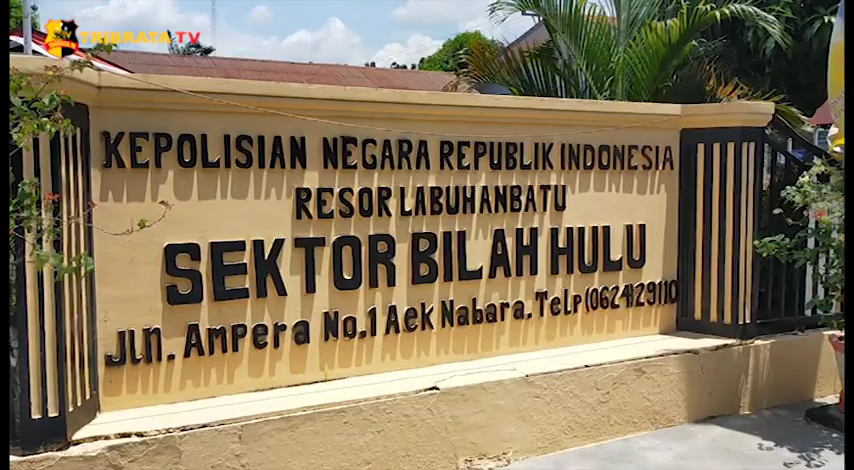 TRIBRATA.TV
KEPOLISIAN NEGARA REPUBLIK INDONESIA
RESOR LABUHANBATU
SEKTOR BILAH HULU
Jln. Ampera No.1 Aek Nabara.Telp(0624)29110